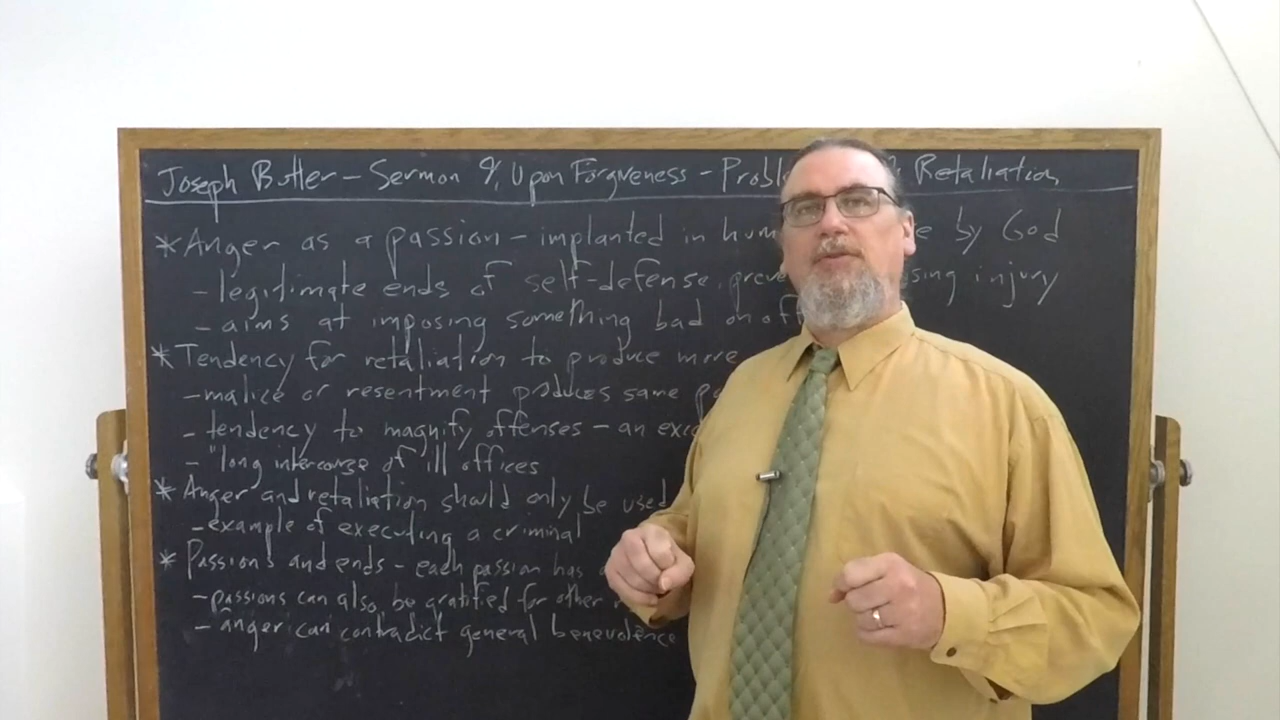 Joseph Butler - Sermon 9, Upon Forgiveness - Probl Retaliation
* Anger as a passion - implanted in hum e by God
- legitimate ends of self-defense, preve sing injury
- aims at imposing something bad on off
* Tendency for retaliation to produce more
- malice or resentment produces same pa
- tendency to magnify offenses - an exce
- "long intercourse of ill offices
* Anger and retaliation should only be used
- example of executing a criminal
* Passions and ends - each passion has
- passions can also be gratified for other
- anger can contradict general benevolence